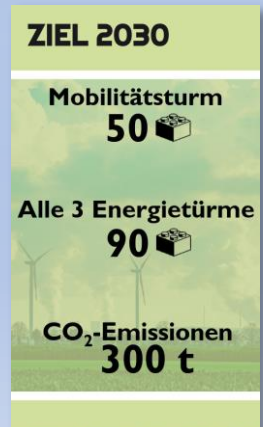 ZIEL 2030
Mobilitätsturm
50
Alle 3 Energietürme
90
CO₂-Emissionen
300 t